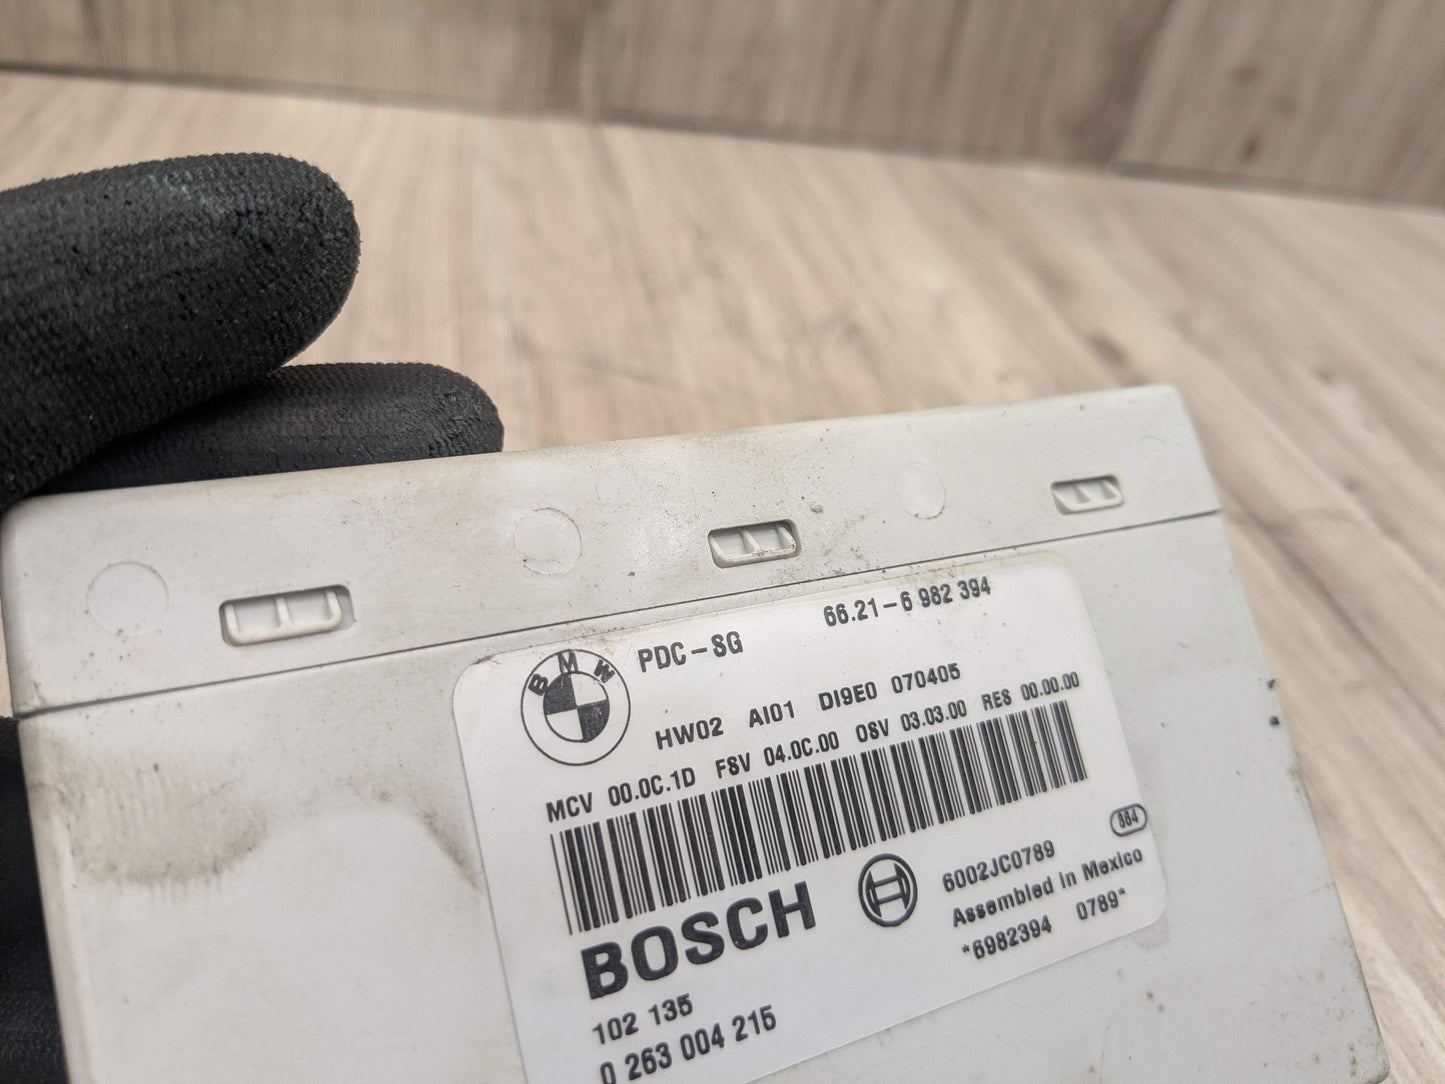 BMW
PDC-SG 66.21-6 982 394
HW02 AI01 DI9E0 070405
MCV 00.0C.1D FSV 04.0C.00 OSV 03.03.00 RES 00.00.00
884
BOSCH 6002JC0789
Assembled in Mexico
102 135 *6982394 0789*
0 263 004 215